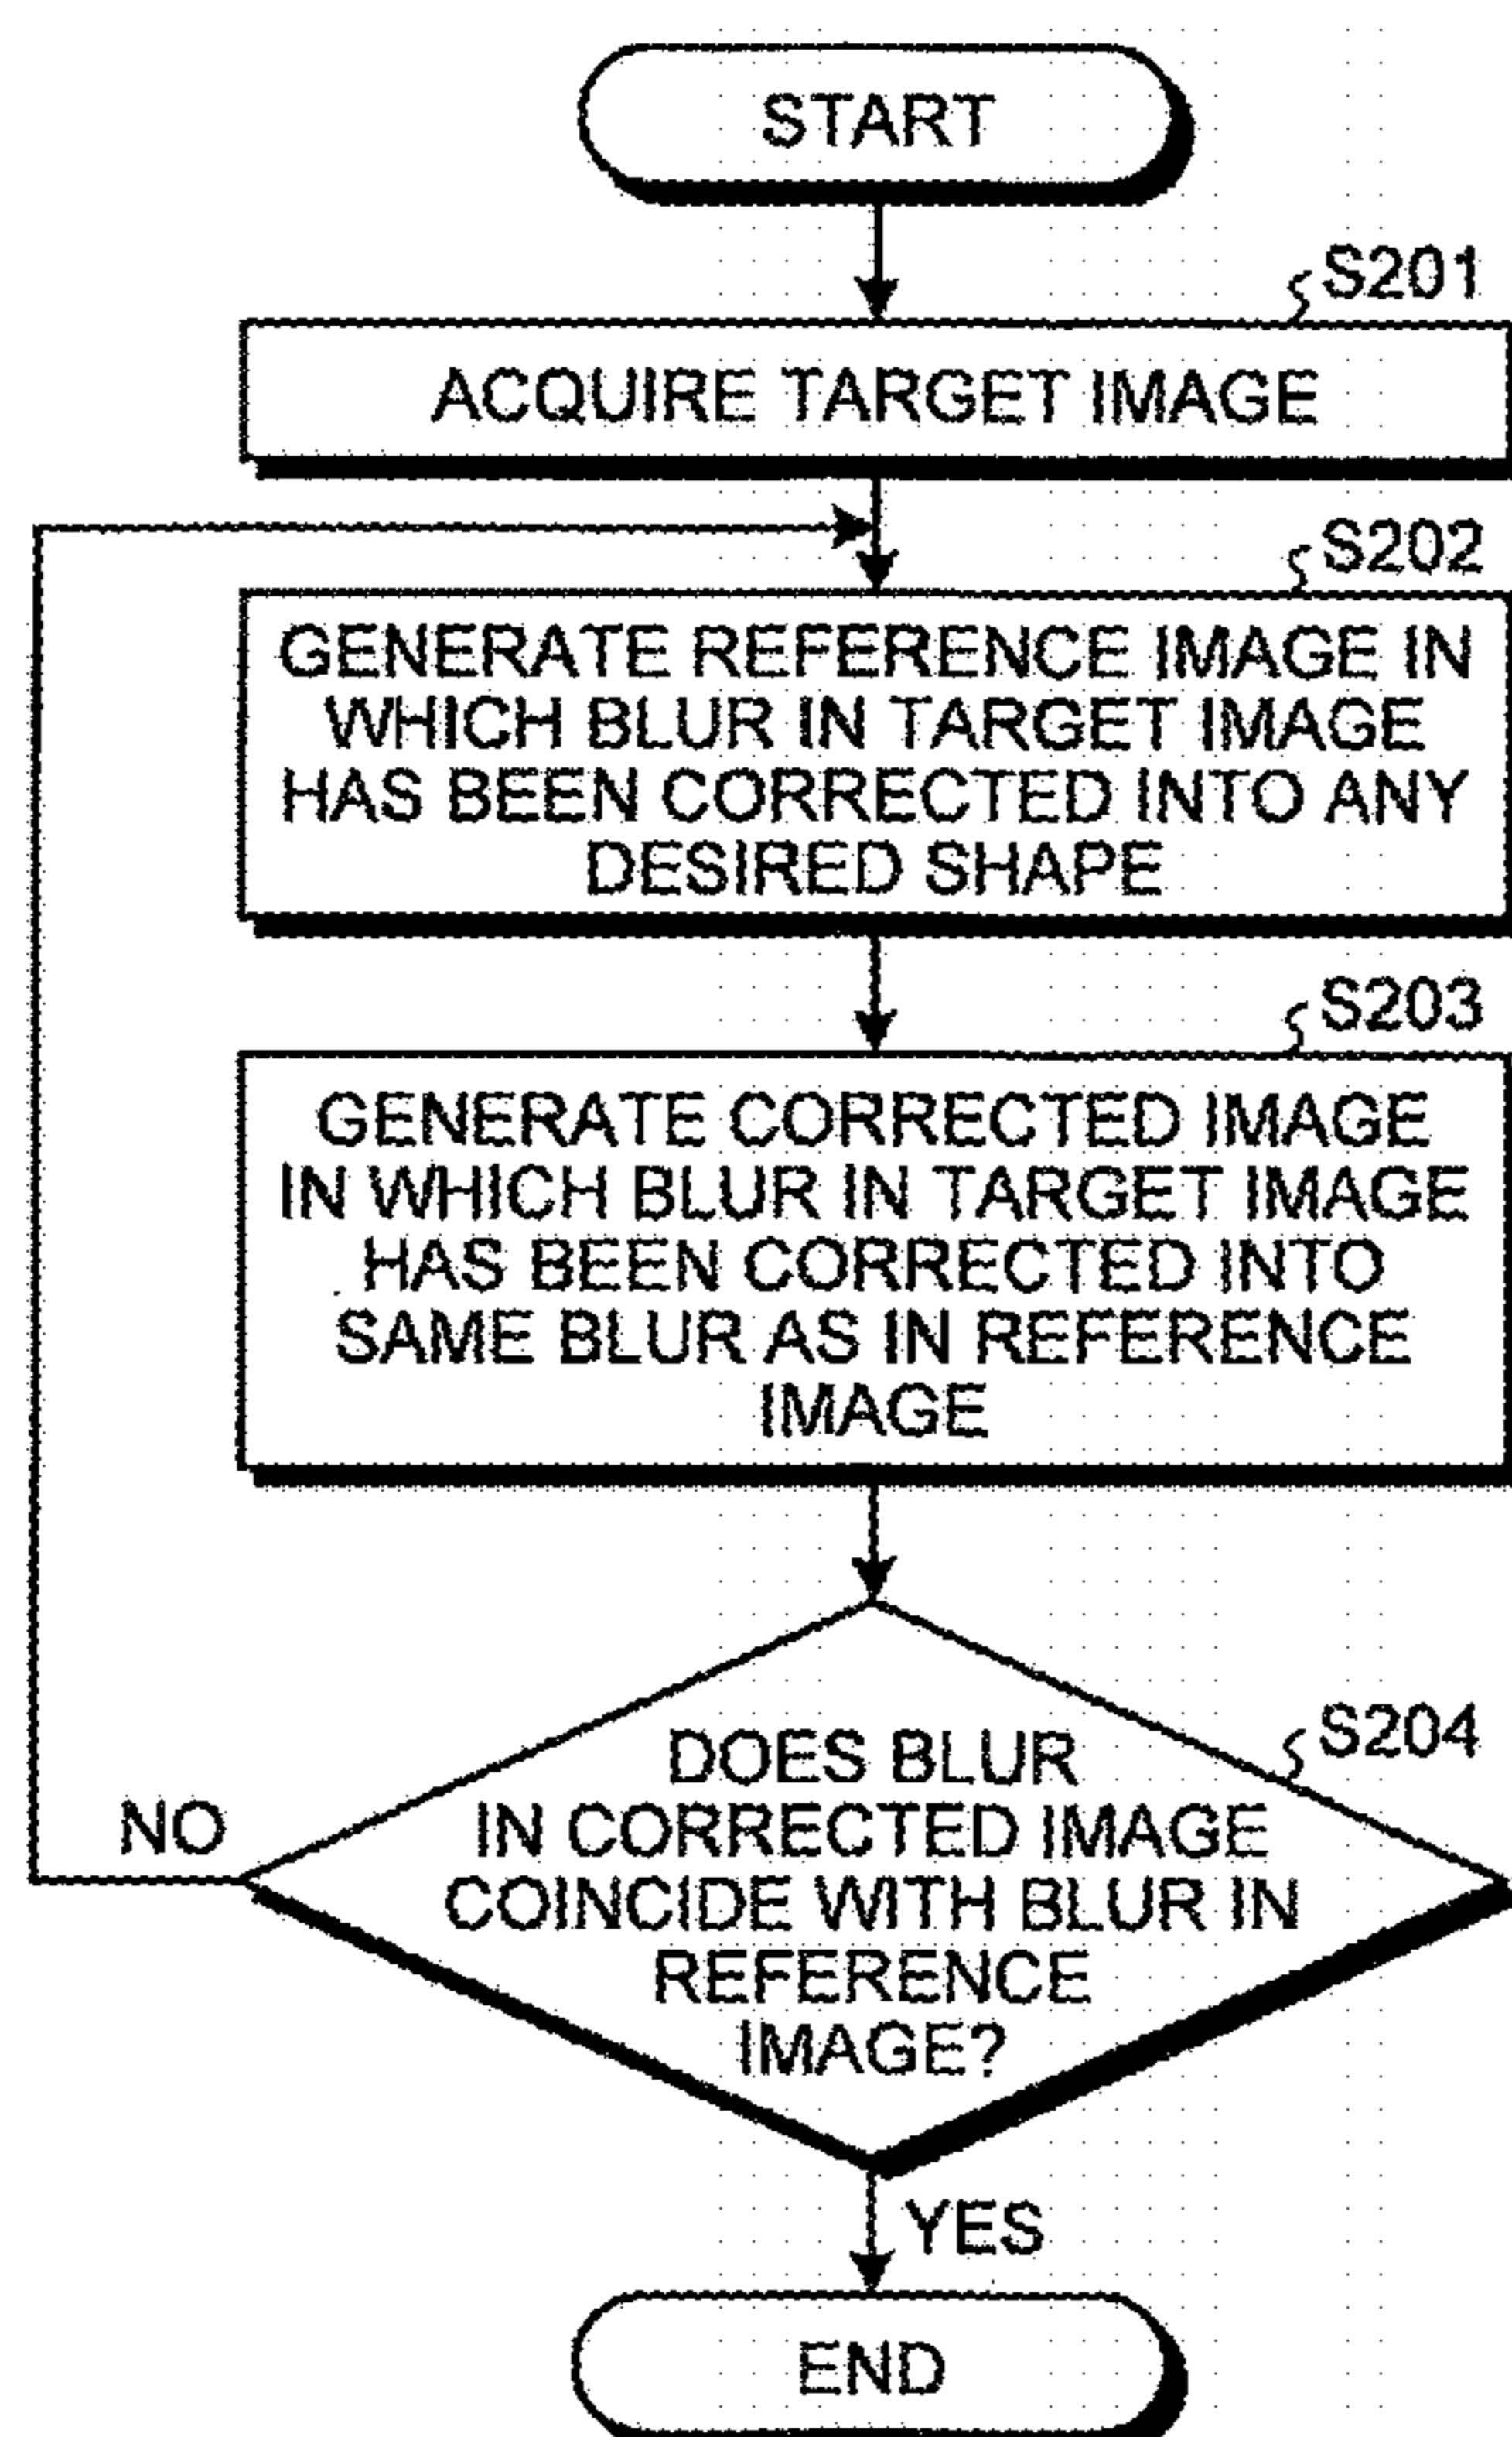 START
S201
ACQUIRE TARGET IMAGE
S202
GENERATE REFERENCE IMAGE IN
WHICH BLUR IN TARGET IMAGE
HAS BEEN CORRECTED INTO ANY
DESIRED SHAPE
S203
GENERATE CORRECTED IMAGE
IN WHICH BLUR IN TARGET IMAGE
HAS BEEN CORRECTED INTO
SAME BLUR AS IN REFERENCE
IMAGE
S204
DOES BLUR
IN CORRECTED IMAGE
COINCIDE WITH BLUR IN
REFERENCE
IMAGE?
NO
YES
END